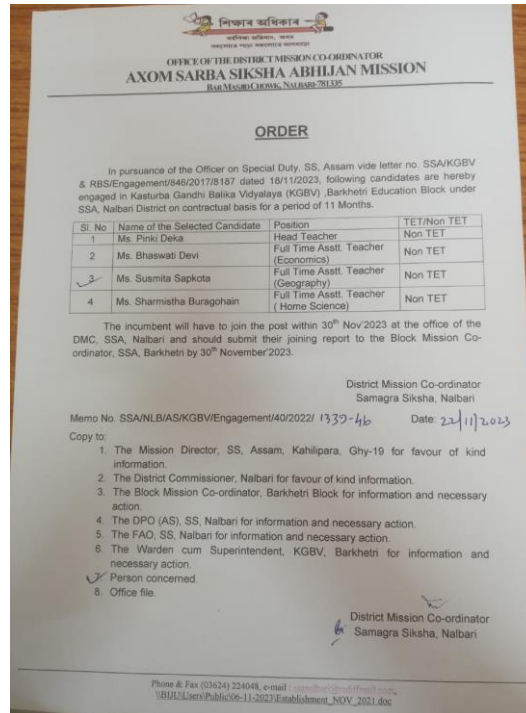 শিক্ষাৰ অধিকাৰ
সৰ্বশিক্ষা অভিযান, অসম
OFFICE OF THE DISTRICT MISSION CO-ORDINATOR
AXOM SARBA SIKSHA ABHIJAN MISSION
BAR MASJID CHOWK, NALBARI-781335
ORDER
In pursuance of the Officer on Special Duty, SS, Assam vide letter no. SSA/KGBV
& RBS/Engagement/846/2017/8187 dated 18/11/2023, following candidates are hereby
engaged in Kasturba Gandhi Balika Vidyalaya (KGBV) ,Barkhetri Education Block under
SSA, Nalbari District on contractual basis for a period of 11 Months.
Sl. No Name of the Selected Candidate Position TET/Non TET
1 Ms. Pinki Deka Head Teacher Non TET
2 Ms. Bhaswati Devi Full Time Asstt. Teacher (Economics) Non TET
3 Ms. Susmita Sapkota Full Time Asstt. Teacher (Geography) Non TET
4 Ms. Sharmistha Buragohain Full Time Asstt. Teacher ( Home Science) Non TET
The incumbent will have to join the post within 30th Nov'2023 at the office of the
DMC, SSA, Nalbari and should submit their joining report to the Block Mission Co-
ordinator, SSA, Barkhetri by 30th November'2023.
District Mission Co-ordinator
Samagra Siksha, Nalbari
Memo No. SSA/NLB/AS/KGBV/Engagement/40/2022/ 1339-46 Date: 22/11/2023
Copy to:
1. The Mission Director, SS, Assam, Kahilipara, Ghy-19 for favour of kind
information.
2. The District Commissioner, Nalbari for favour of kind information.
3. The Block Mission Co-ordinator, Barkhetri Block for information and necessary
action.
4. The DPO (AS), SS, Nalbari for information and necessary action.
5. The FAO, SS, Nalbari for information and necessary action.
6. The Warden cum Superintendent, KGBV, Barkhetri for information and
necessary action.
7. Person concerned.
8. Office file.
District Mission Co-ordinator
Samagra Siksha, Nalbari
Phone & Fax (03624) 224048, e-mail :
\\BIJU\Users\Public\06-11-2023\Establishment_NOV_2021.doc